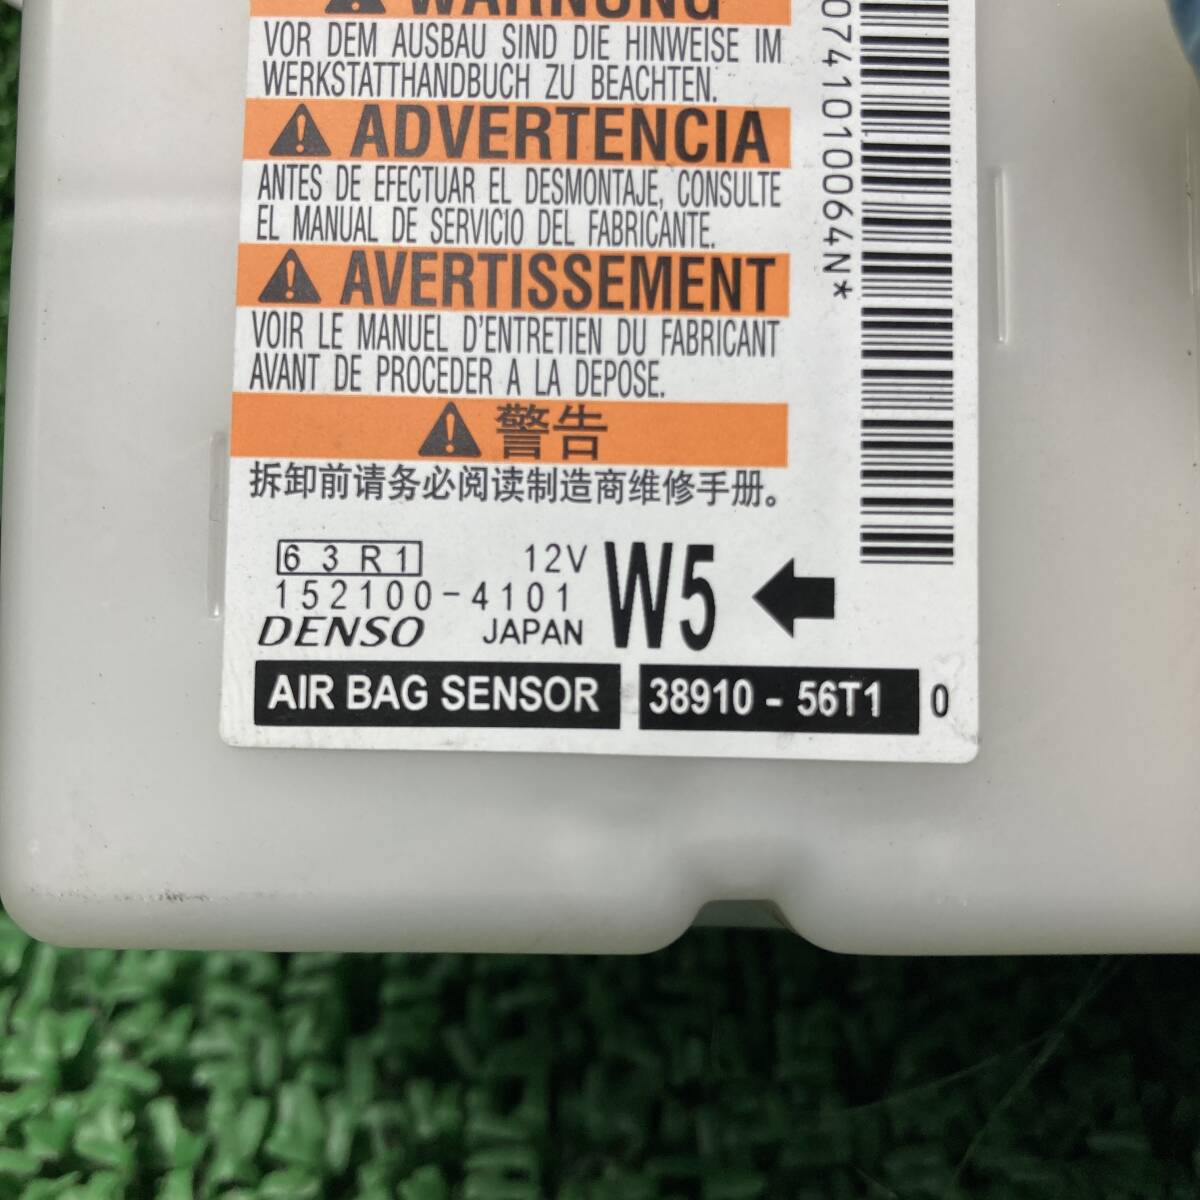 WARNUNG
VOR DEM AUSBAU SIND DIE HINWEISE IM
WERKSTATTHANDBUCH ZU BEACHTEN.
ADVERTENCIA
ANTES DE EFECTUAR EL DESMONTAJE, CONSULTE
EL MANUAL DE SERVICIO DEL FABRICANTE.
AVERTISSEMENT
VOIR LE MANUEL D'ENTRETIEN DU FABRICANT
AVANT DE PROCEDER A LA DEPOSE.
警告
拆卸前请务必阅读制造商维修手册。
63R1 12V
152100-4101
DENSO JAPAN
W5
AIR BAG SENSOR 38910 - 56T1 0
0741010064N*